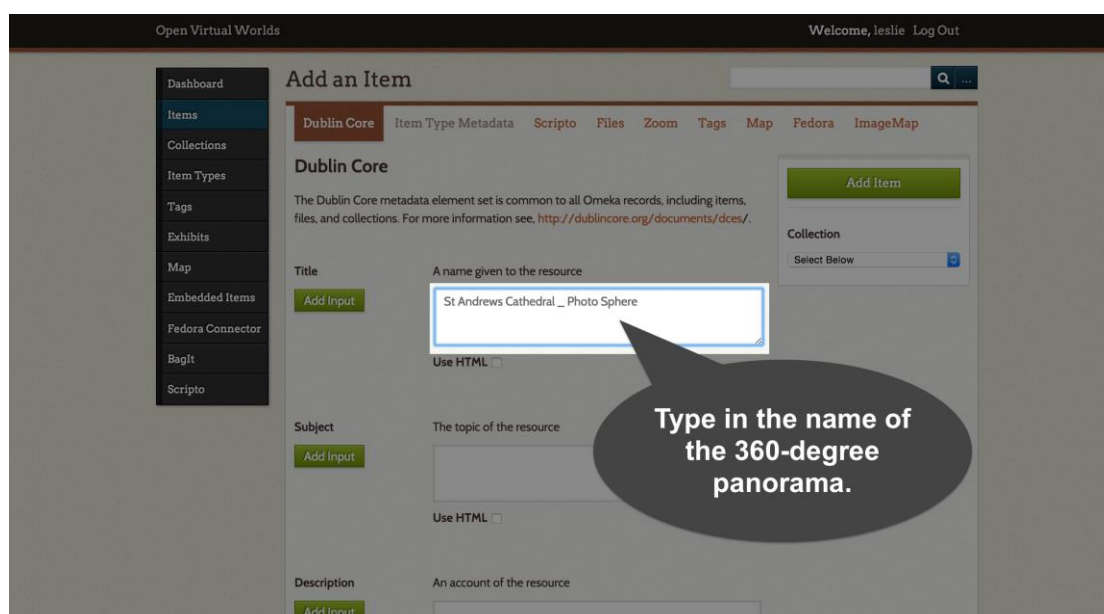 Open Virtual Worlds
Welcome, leslie Log Out
Dashboard
Items
Collections
Item Types
Tags
Exhibits
Map
Embedded Items
Fedora Connector
BagIt
Scripto
Add an Item
...
Dublin Core Item Type Metadata Scripto Files Zoom Tags Map Fedora ImageMap
Dublin Core
The Dublin Core metadata element set is common to all Omeka records, including items,
files, and collections. For more information see, http://dublincore.org/documents/dces/.
Add Item
Collection
Select Below
Title
Add Input
A name given to the resource
St Andrews Cathedral _ Photo Sphere
Use HTML
Type in the name of
the 360-degree
panorama.
Subject
Add Input
The topic of the resource
Use HTML
Description
Add Input
An account of the resource